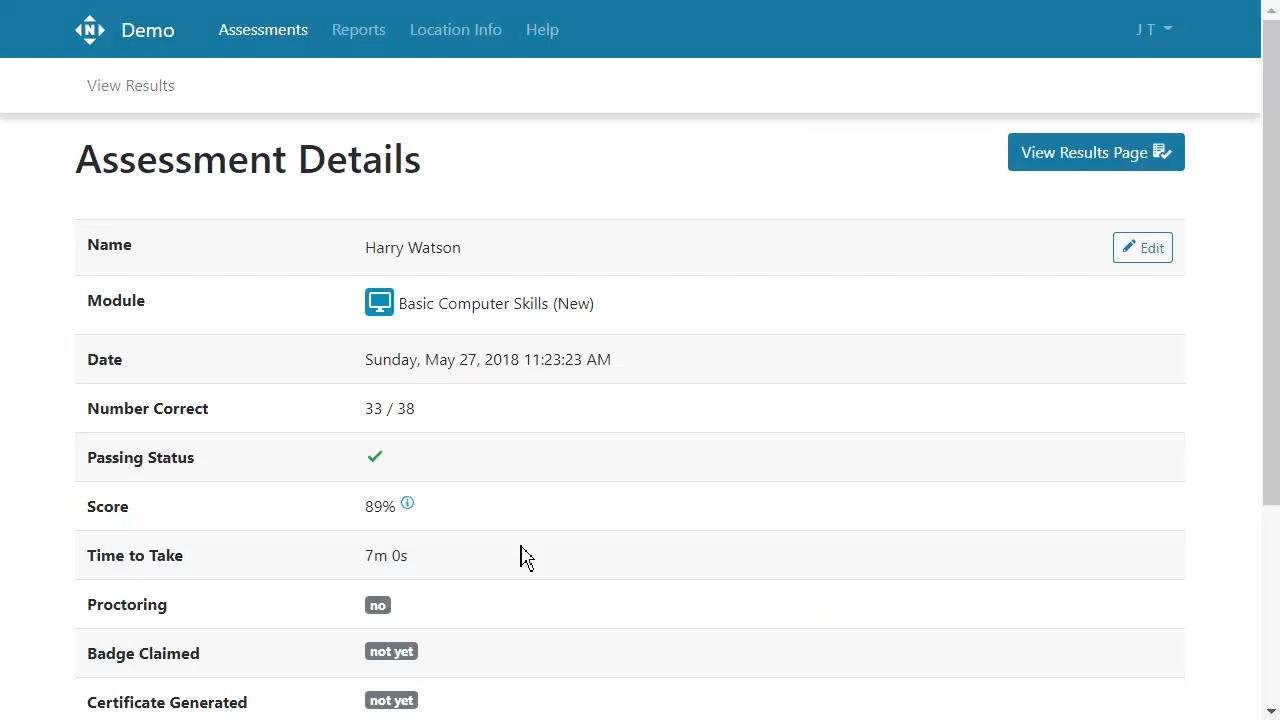 N Demo Assessments Reports Location Info Help J T
View Results
Assessment Details View Results Page
Name Harry Watson Edit
Module Basic Computer Skills (New)
Date Sunday, May 27, 2018 11:23:23 AM
Number Correct 33 / 38
Passing Status
Score 89%
Time to Take 7m 0s
Proctoring no
Badge Claimed not yet
Certificate Generated not yet